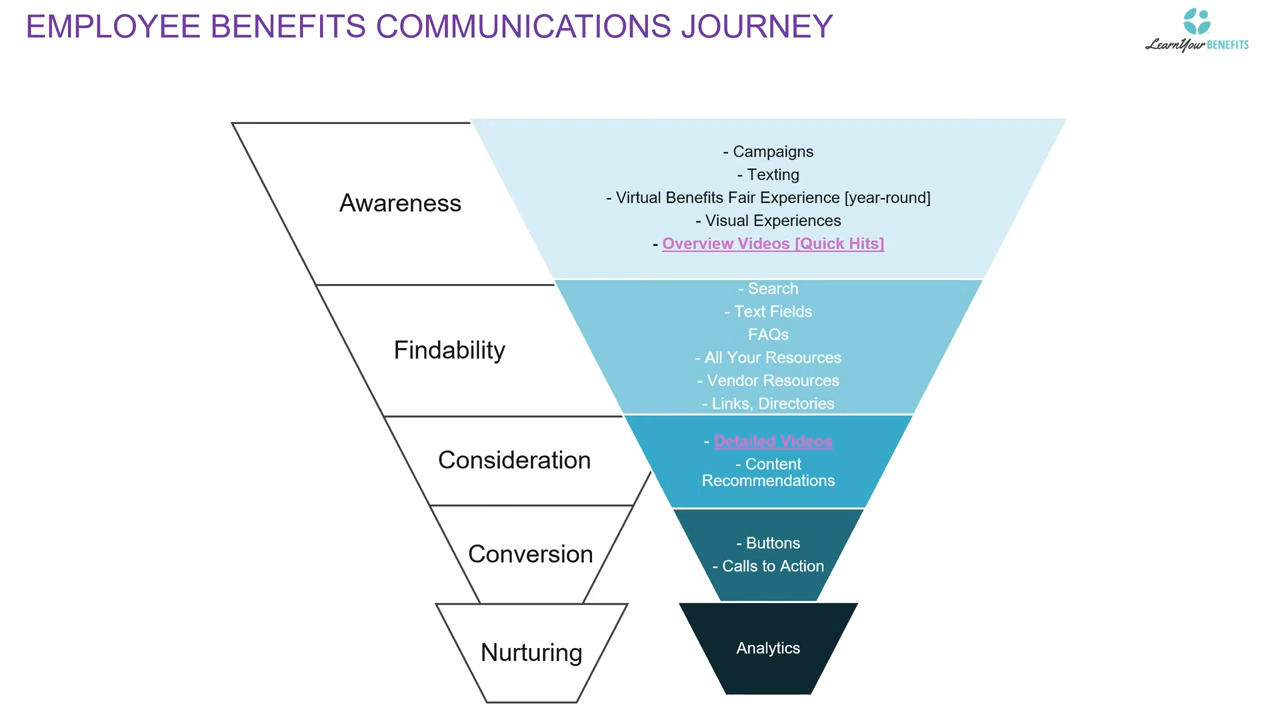 EMPLOYEE BENEFITS COMMUNICATIONS JOURNEY
LearnYour BENEFITS
Awareness
- Campaigns
- Texting
- Virtual Benefits Fair Experience [year-round]
- Visual Experiences
- Overview Videos [Quick Hits]
Findability
- Search
- Text Fields
FAQs
- All Your Resources
- Vendor Resources
- Links, Directories
Consideration
- Detailed Videos
- Content
Recommendations
Conversion
- Buttons
- Calls to Action
Nurturing
Analytics